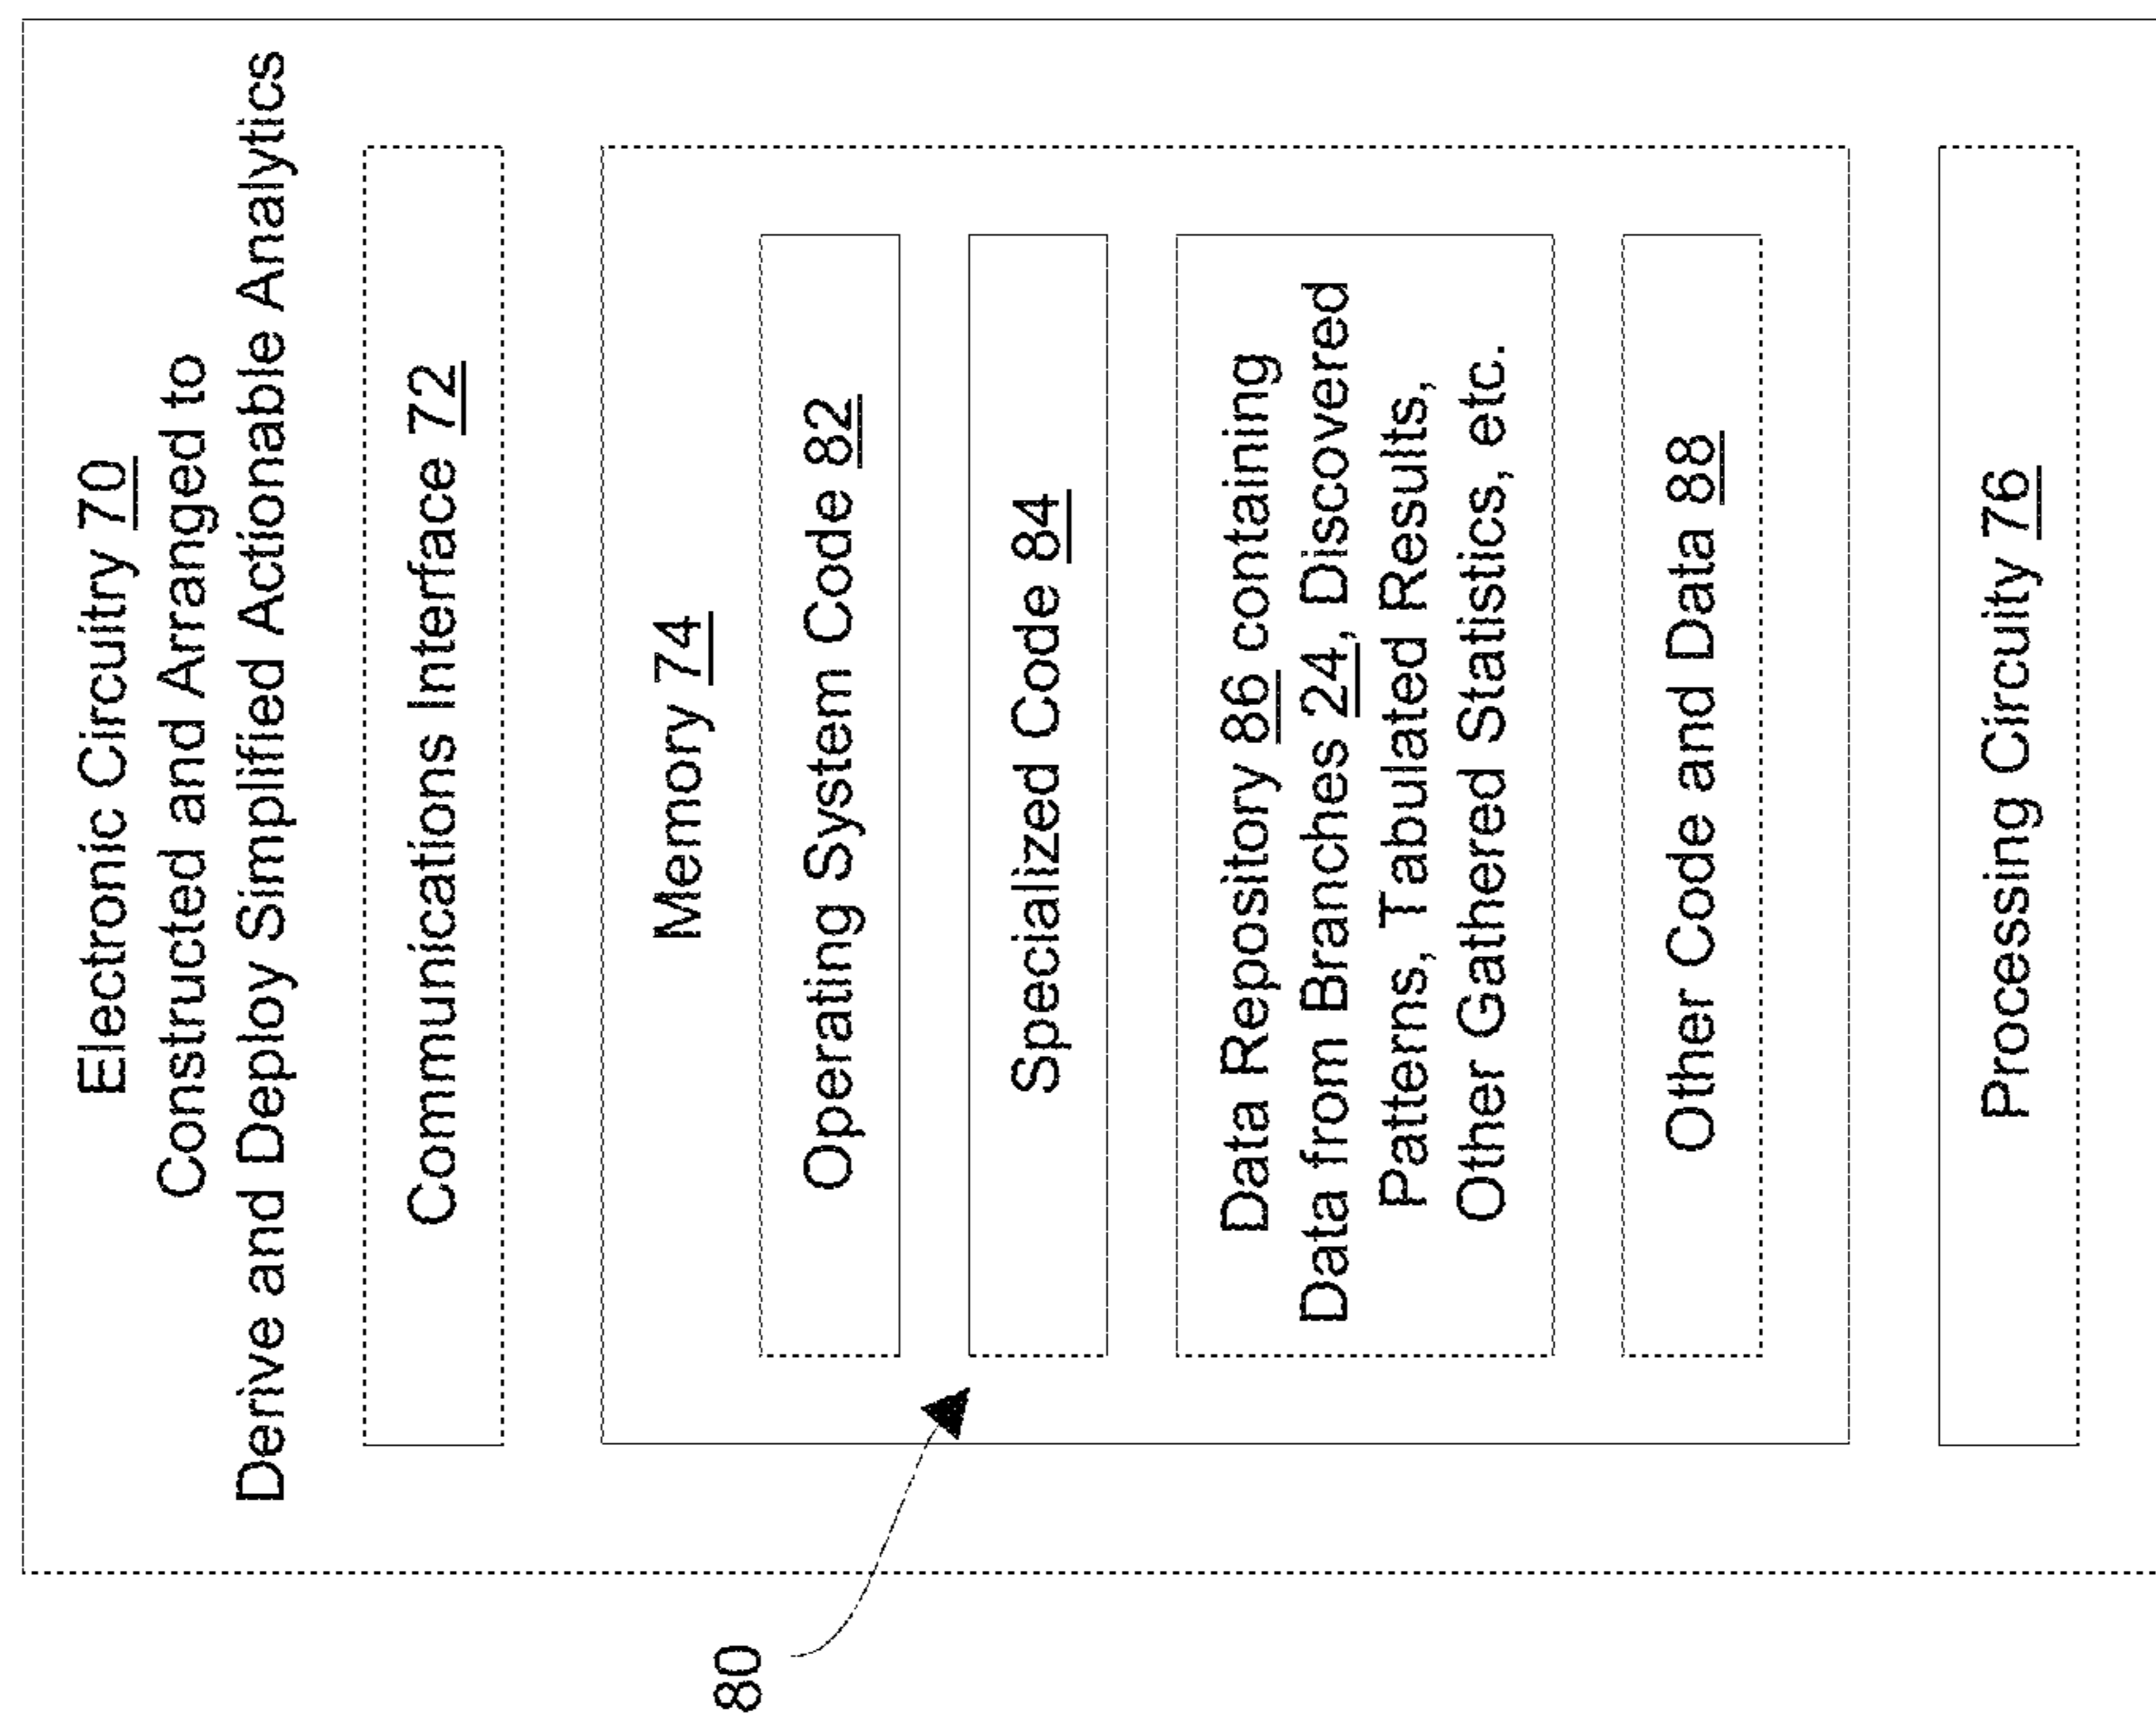 Electronic Circuitry 70
Constructed and Arranged to
Derive and Deploy Simplified Actionable Analytics
Communications Interface 72
Memory 74
Operating System Code 82
Specialized Code 84
Data Repository 86 containing
Data from Branches 24, Discovered
Patterns, Tabulated Results,
Other Gathered Statistics, etc.
Other Code and Data 88
Processing Circuity 76
80